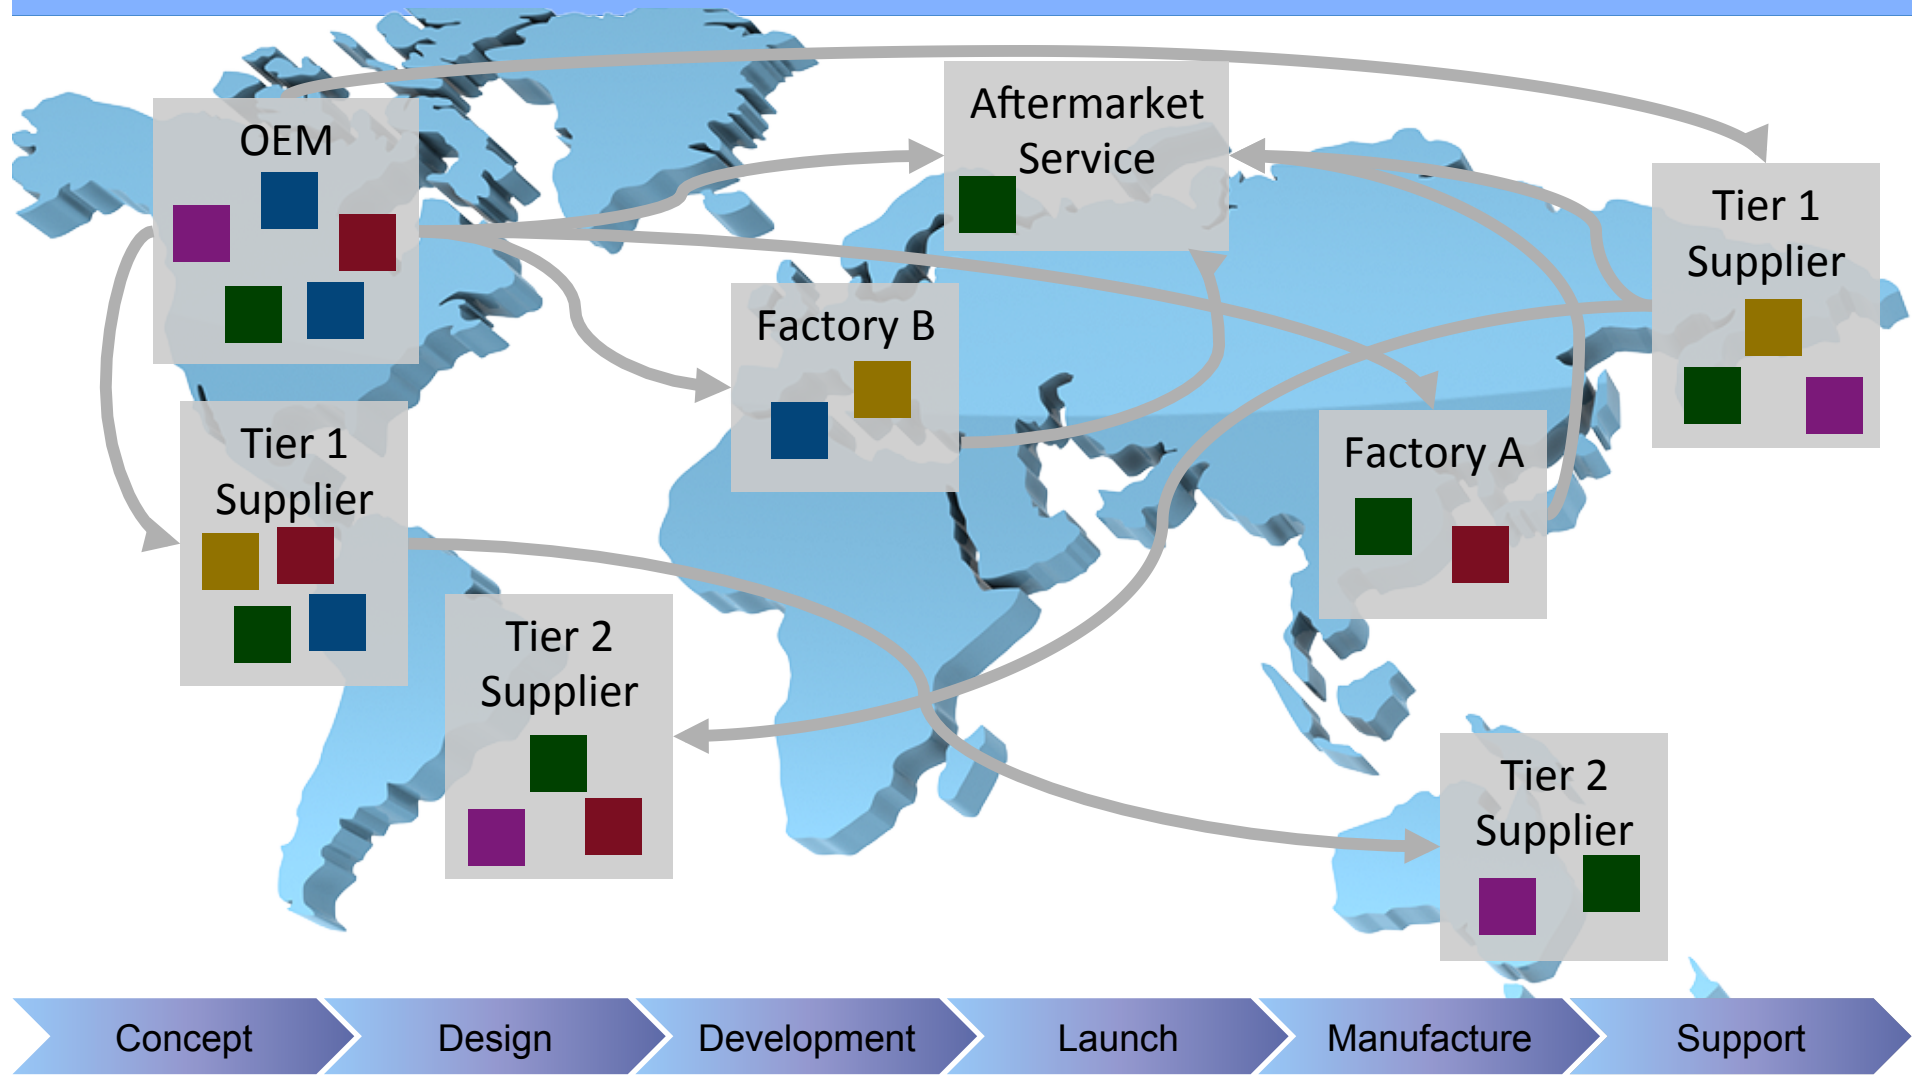 OEM
Aftermarket
Service
Tier 1
Supplier
Factory B
Tier 1
Supplier
Factory A
Tier 2
Supplier
Tier 2
Supplier
Concept
Design
Development
Launch
Manufacture
Support